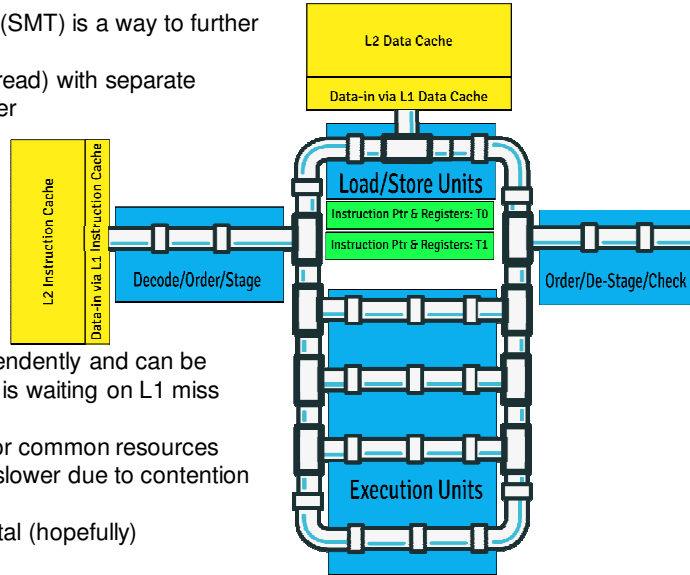 (SMT) is a way to further
read) with separate
er
L2 Data Cache
Data-in via L1 Data Cache
L2 Instruction Cache
Data-in via L1 Instruction Cache
Load/Store Units
Instruction Ptr & Registers: T0
Instruction Ptr & Registers: T1
Decode/Order/Stage
Order/De-Stage/Check
endently and can be
is waiting on L1 miss
or common resources
slower due to contention
Execution Units
tal (hopefully)